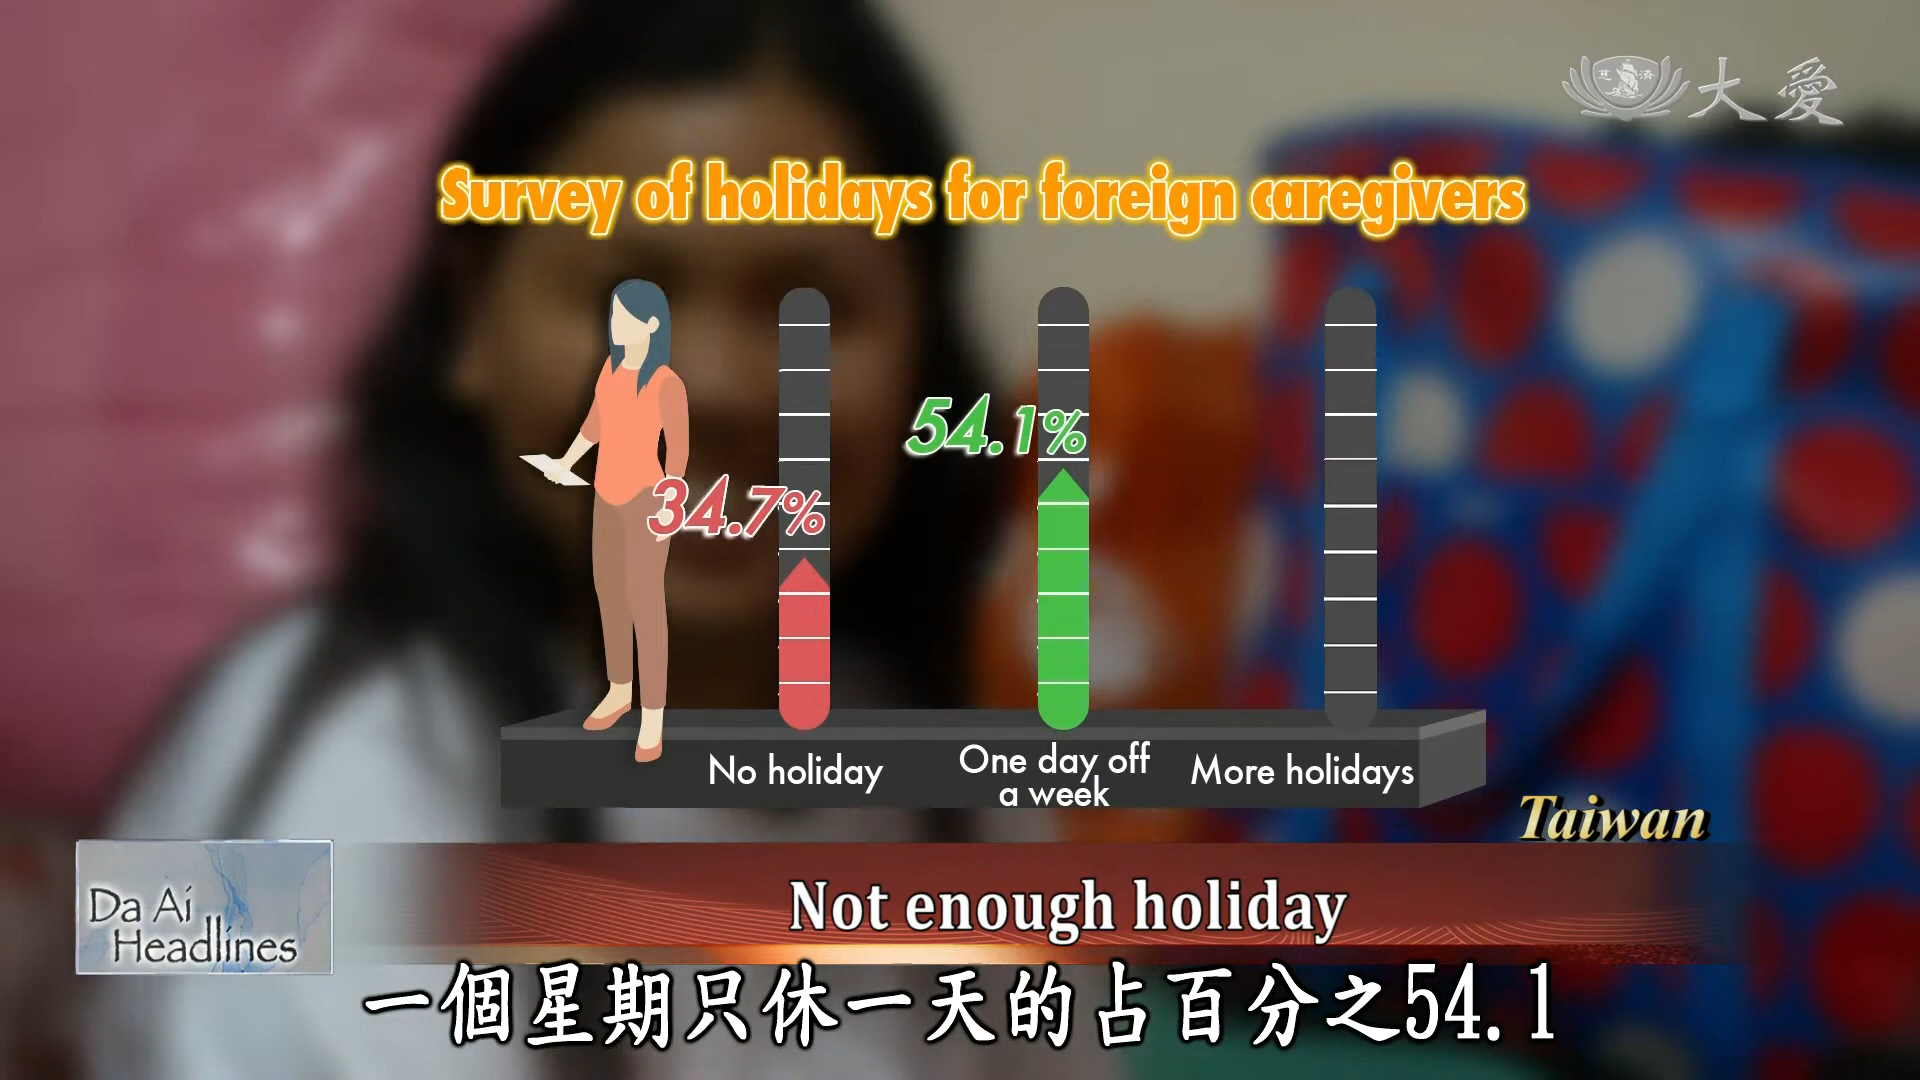 慈濟
大愛
Survey of holidays for foreign caregivers
54.1%
34.7%
No holiday
One day off
a week
More holidays
Taiwan
Da Ai
Headlines
Not enough holiday
一個星期只休一天的占百分之54.1